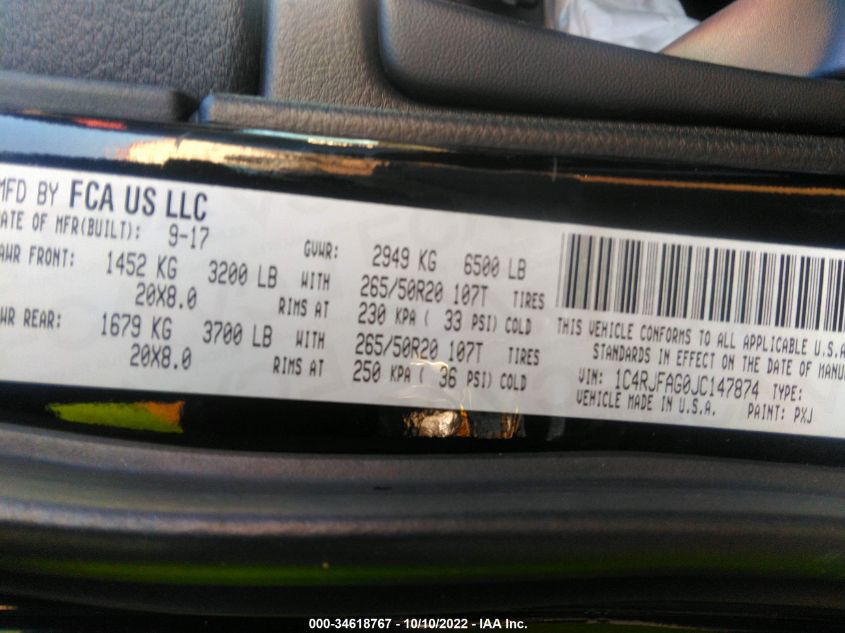 MFD BY FCA US LLC
DATE OF MFR(BUILT): 9-17 GVWR: 2949 KG 6500 LB
AWR FRONT: 1452 KG 3200 LB WITH 265/50R20 107T TIRES
20X8.0 RIMS AT 230 KPA ( 33 PSI) COLD
WR REAR: 1679 KG 3700 LB WITH 265/50R20 107T TIRES
20X8.0 RIMS AT 250 KPA ( 36 PSI) COLD
THIS VEHICLE CONFORMS TO ALL APPLICABLE U.S.A
STANDARDS IN EFFECT ON THE DATE OF MANU
VIN: 1C4RJFAG0JC147874 TYPE:
VEHICLE MADE IN U.S.A. PAINT: PXJ
000-34618767 - 10/10/2022 - IAA Inc.